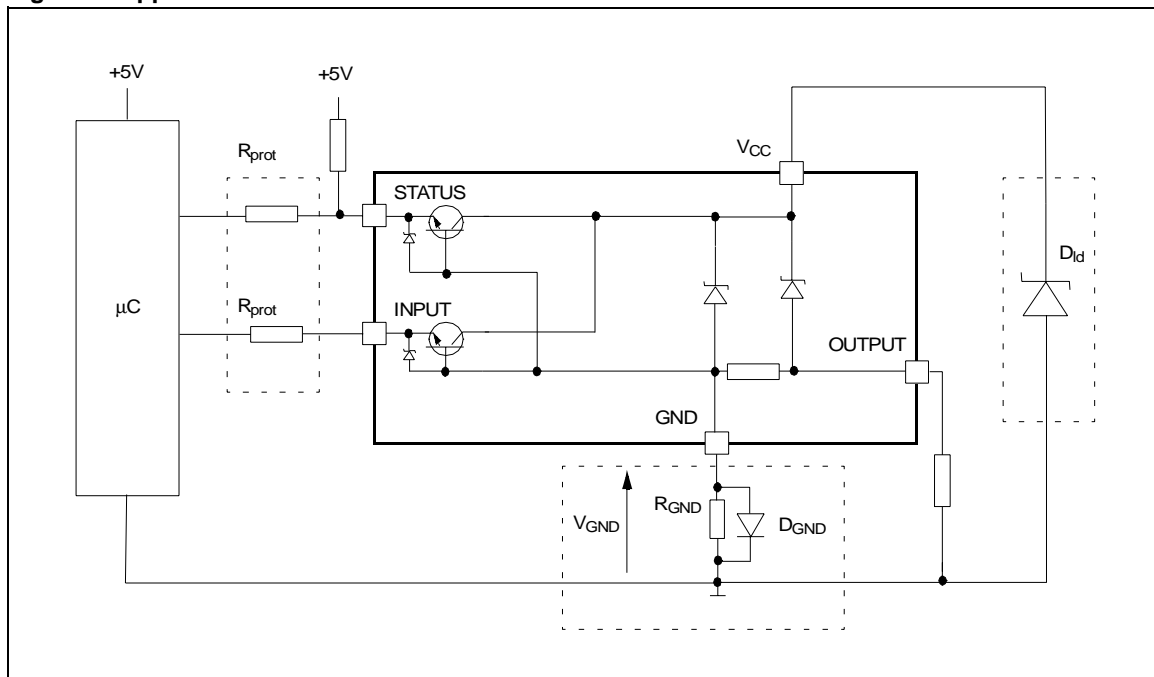 +5V
+5V
Rprot
VCC
STATUS
Dld
μC
Rprot
INPUT
OUTPUT
GND
VGND
RGND
DGND